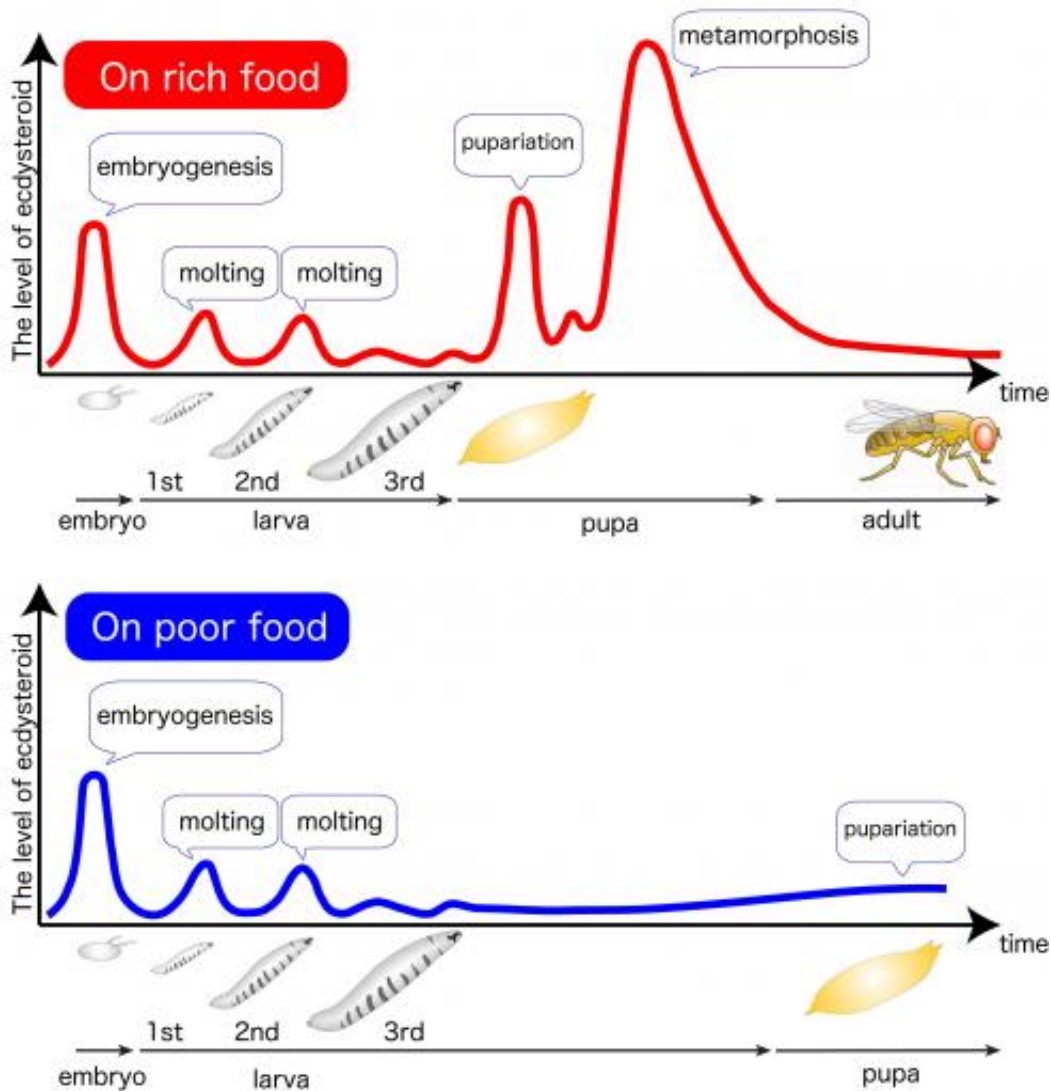 On rich food
The level of ecdysteroid
embryogenesis
molting
molting
pupariation
metamorphosis
time
1st 2nd 3rd
embryo larva pupa adult
On poor food
The level of ecdysteroid
embryogenesis
molting
molting
pupariation
time
1st 2nd 3rd
embryo larva pupa